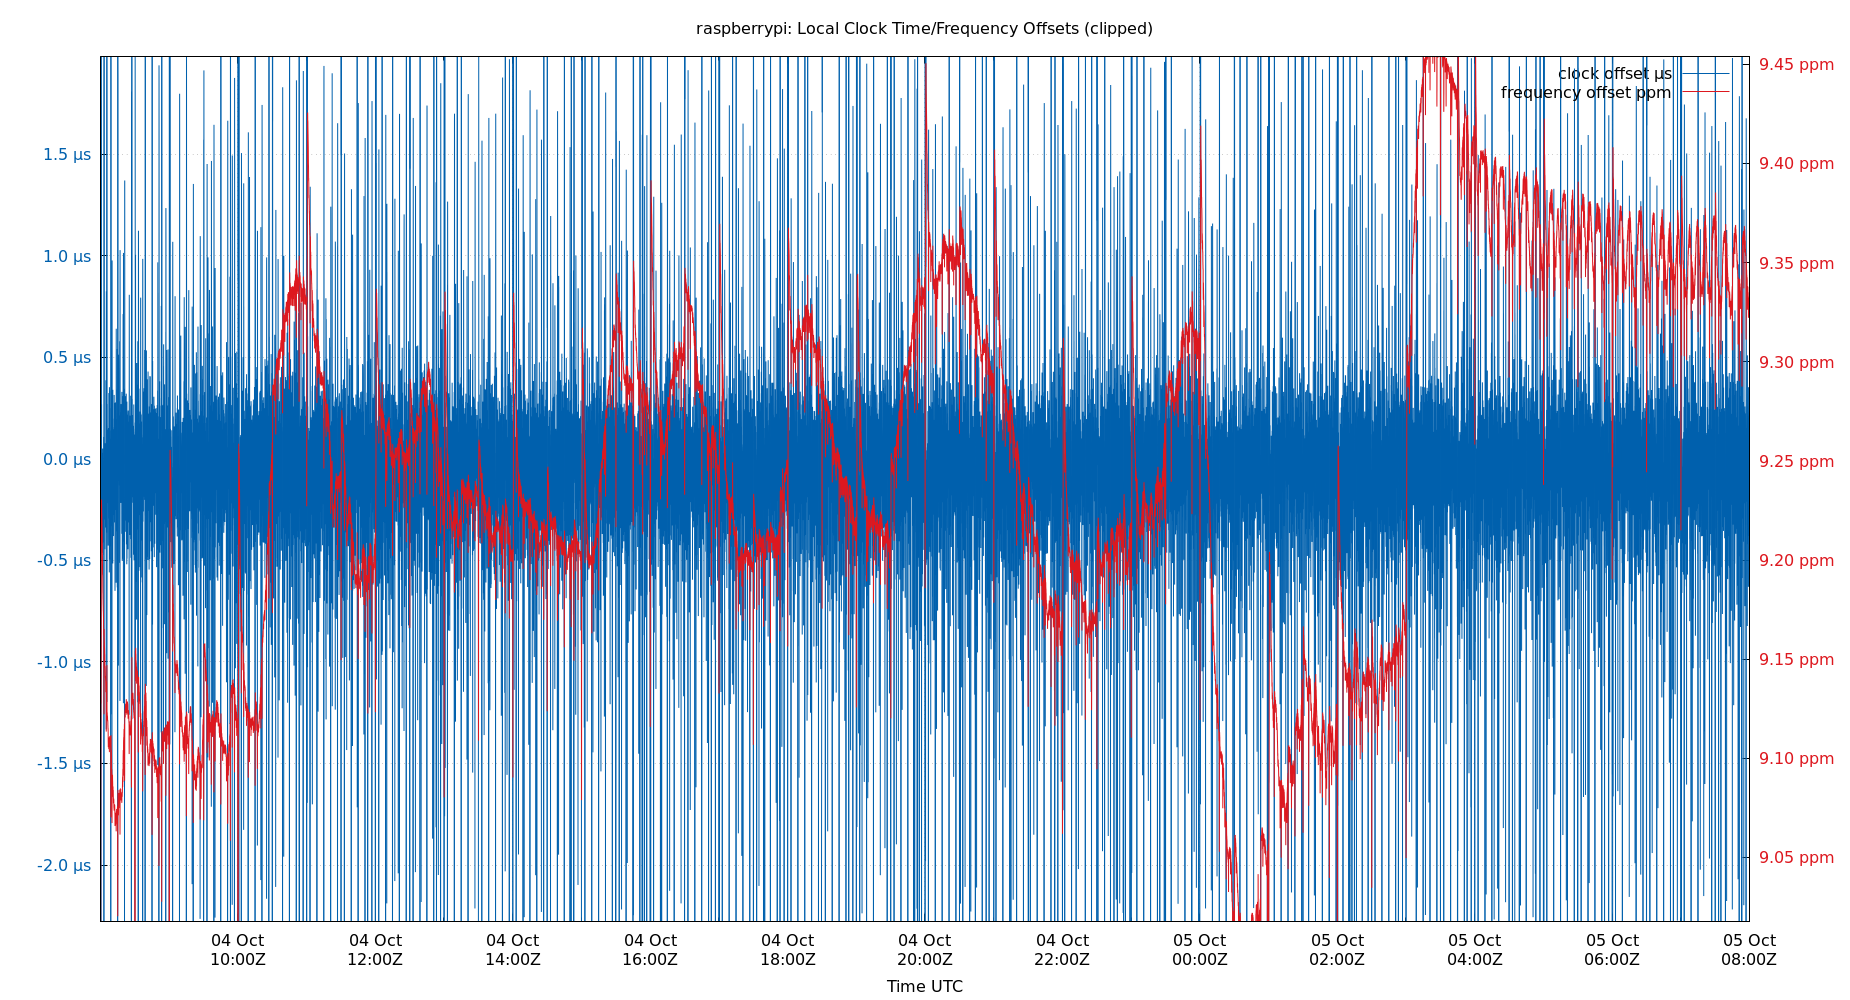 raspberrypi: Local Clock Time/Frequency Offsets (clipped)
clock offset µs
frequency offset ppm
1.5 µs
1.0 µs
0.5 µs
0.0 µs
-0.5 µs
-1.0 µs
-1.5 µs
-2.0 µs
9.45 ppm
9.40 ppm
9.35 ppm
9.30 ppm
9.25 ppm
9.20 ppm
9.15 ppm
9.10 ppm
9.05 ppm
04 Oct 04 Oct 04 Oct 04 Oct 04 Oct 04 Oct 04 Oct 05 Oct 05 Oct 05 Oct 05 Oct 05 Oct
10:00Z 12:00Z 14:00Z 16:00Z 18:00Z 20:00Z 22:00Z 00:00Z 02:00Z 04:00Z 06:00Z 08:00Z
Time UTC